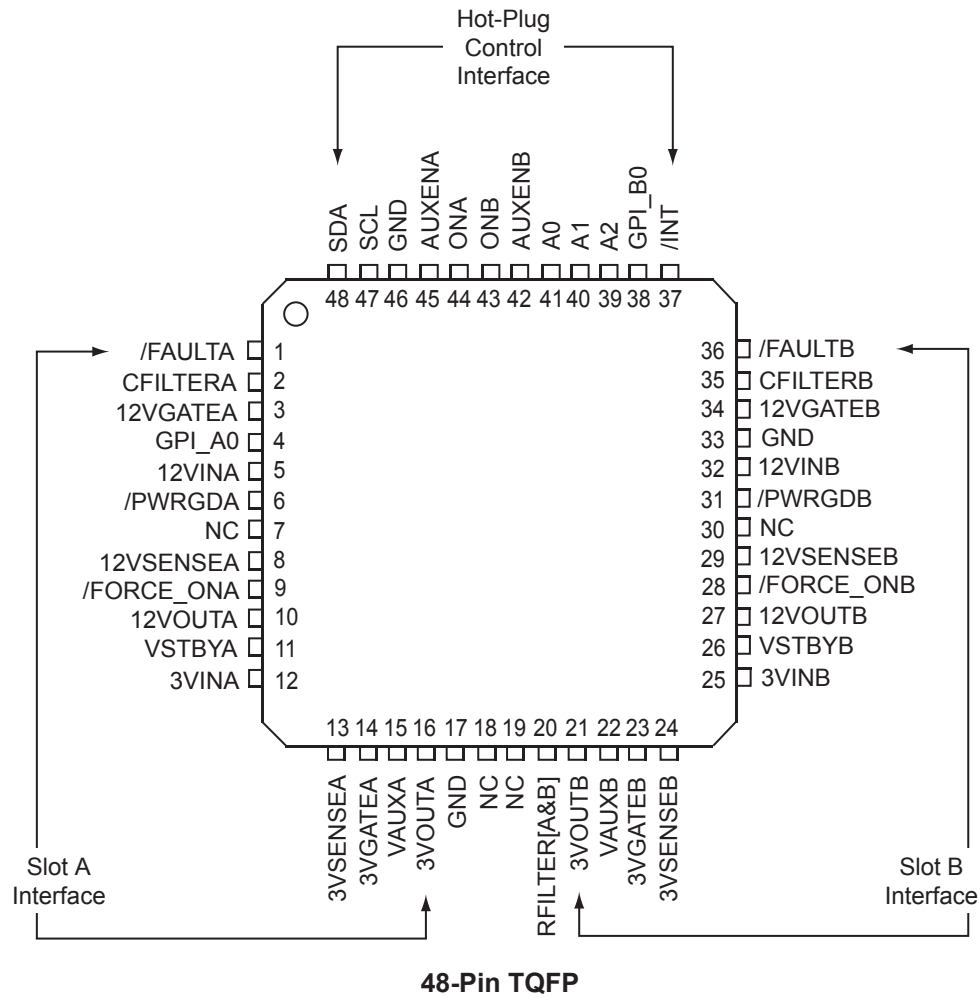 Hot-Plug
Control
Interface
SDA
SCL
GND
AUXENA
ONA
ONB
AUXENB
A0
A1
A2
GPI_B0
/INT
48 47 46 45 44 43 42 41 40 39 38 37
/FAULTA 1
CFILTERA 2
12VGATEA 3
GPI_A0 4
12VINA 5
/PWRGDA 6
NC 7
12VSENSEA 8
/FORCE_ONA 9
12VOUTA 10
VSTBYA 11
3VINA 12
36 /FAULTB
35 CFILTERB
34 12VGATEB
33 GND
32 12VINB
31 /PWRGDB
30 NC
29 12VSENSEB
28 /FORCE_ONB
27 12VOUTB
26 VSTBYB
25 3VINB
13 14 15 16 17 18 19 20 21 22 23 24
3VSENSEA
3VGATEA
VAUXA
3VOUTA
GND
NC
NC
RFILTER[A&B]
3VOUTB
VAUXB
3VGATEB
3VSENSEB
Slot A
Interface
Slot B
Interface
48-Pin TQFP